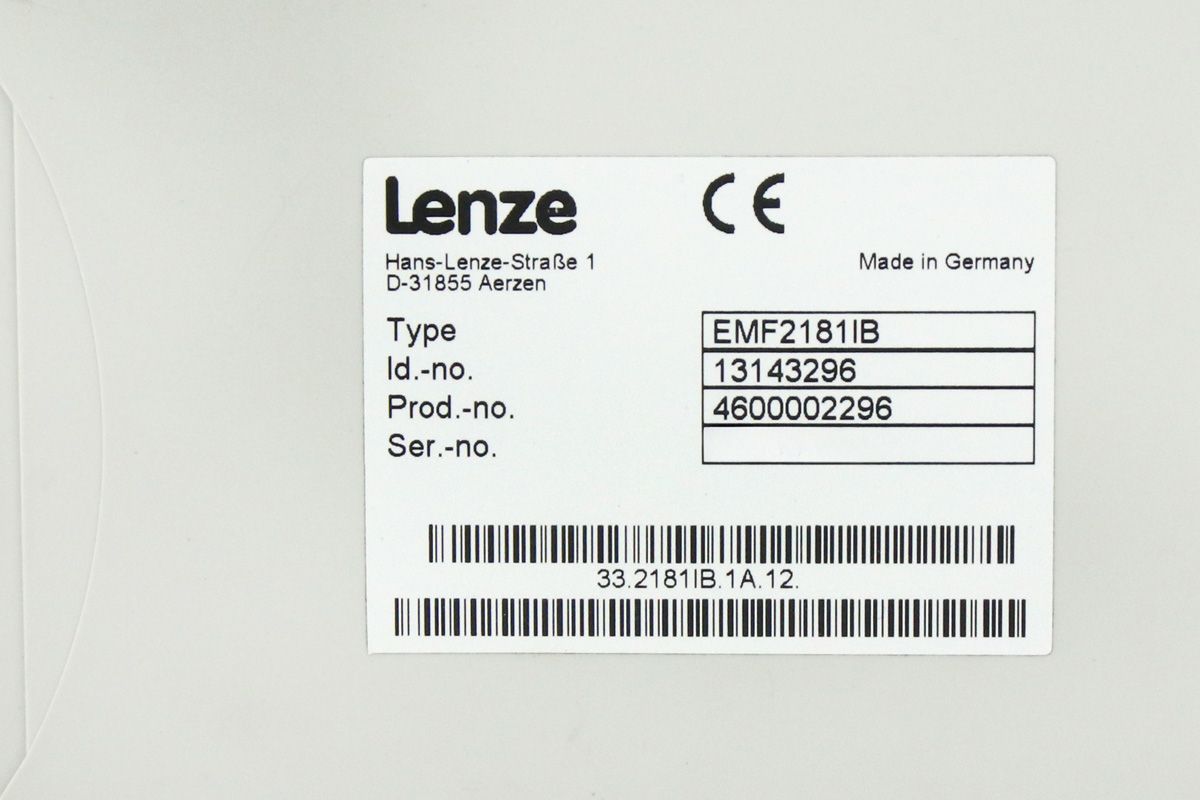 Lenze
CE
Hans-Lenze-Straße 1
D-31855 Aerzen
Made in Germany
Type EMF2181IB
Id.-no. 13143296
Prod.-no. 4600002296
Ser.-no.
33.2181IB.1A.12.